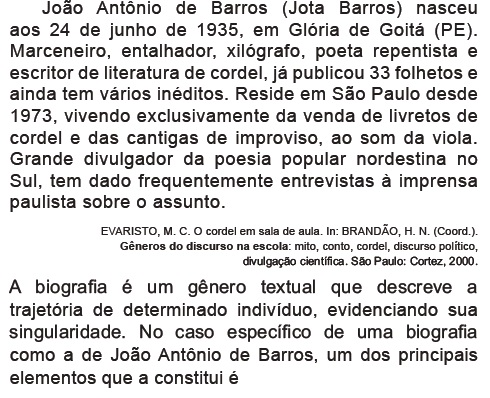 João Antônio de Barros (Jota Barros) nasceu
aos 24 de junho de 1935, em Glória de Goitá (PE).
Marceneiro, entalhador, xilógrafo, poeta repentista e
escritor de literatura de cordel, já publicou 33 folhetos e
ainda tem vários inéditos. Reside em São Paulo desde
1973, vivendo exclusivamente da venda de livretos de
cordel e das cantigas de improviso, ao som da viola.
Grande divulgador da poesia popular nordestina no
Sul, tem dado frequentemente entrevistas à imprensa
paulista sobre o assunto.
EVARISTO, M. C. O cordel em sala de aula. In: BRANDÃO, H. N. (Coord.).
Gêneros do discurso na escola: mito, conto, cordel, discurso político,
divulgação científica. São Paulo: Cortez, 2000.
A biografia é um gênero textual que descreve a
trajetória de determinado indivíduo, evidenciando sua
singularidade. No caso específico de uma biografia
como a de João Antônio de Barros, um dos principais
elementos que a constitui é